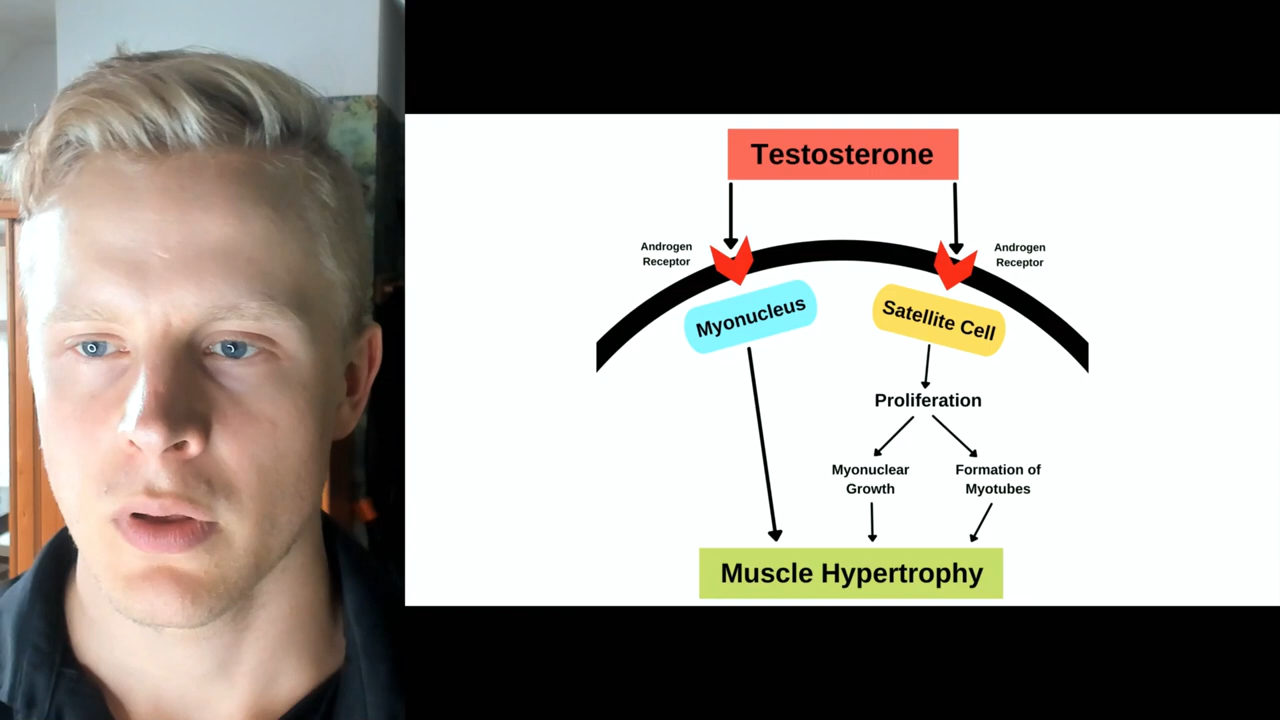 Testosterone
Androgen
Receptor
Androgen
Receptor
Myonucleus
Satellite Cell
Proliferation
Myonuclear
Growth
Formation of
Myotubes
Muscle Hypertrophy